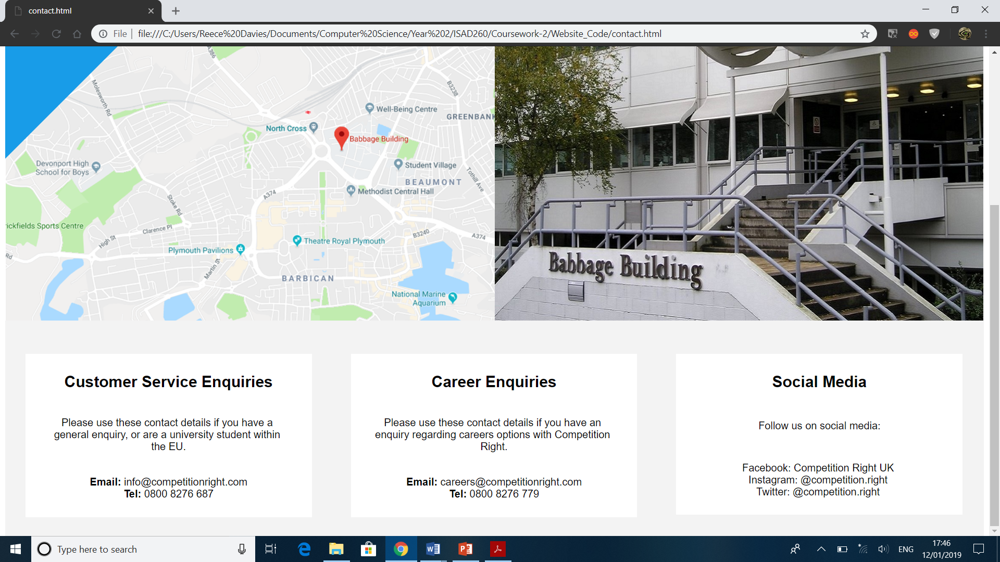 contact.html
File
file:///C:/Users/Reece%20Davies/Documents/Computer%20Science/Year%202/ISAD260/Coursework-2/Website_Code/contact.html
A386
Molesworth Rd
B3238
Well-Being Centre
GREENBANK
North Cross
Babbage Building
Devonport High
School for Boys
Student Village
BEAUMONT
Tothill Ave
Methodist Central Hall
A374
Stoke Rd
rickfields Sports Centre
Clarence Pl
High St
B3240
A374
Theatre Royal Plymouth
Plymouth Pavilions
Rd
Martin St
BARBICAN
National Marine
Aquarium
Babbage Building
Customer Service Enquiries
Please use these contact details if you have a
general enquiry, or are a university student within
the EU.
Email: info@competitionright.com
Tel: 0800 8276 687
Career Enquiries
Please use these contact details if you have an
enquiry regarding careers options with Competition
Right.
Email: careers@competitionright.com
Tel: 0800 8276 779
Social Media
Follow us on social media:
Facebook: Competition Right UK
Instagram: @competition.right
Twitter: @competition.right
Type here to search
ENG
17:46
12/01/2019